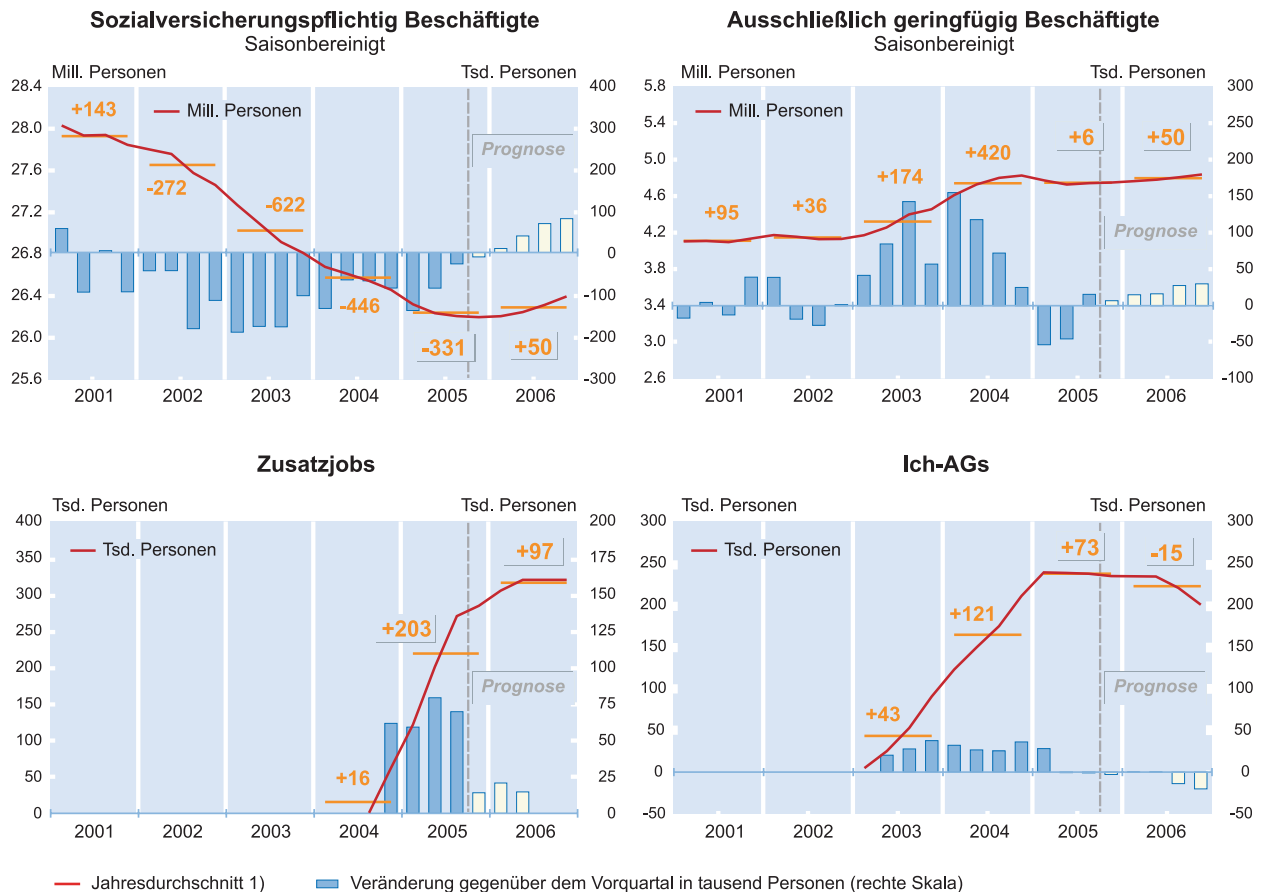 Sozialversicherungspflichtig Beschäftigte
Saisonbereinigt
Mill. Personen Tsd. Personen
28.4 400
28.0 300
27.6 200
27.2 100
26.8 0
26.4 -100
26.0 -200
25.6 -300
Mill. Personen
+143
-272
-622
-446
-331
+50
Prognose
2001 2002 2003 2004 2005 2006
Ausschließlich geringfügig Beschäftigte
Saisonbereinigt
Mill. Personen Tsd. Personen
5.8 300
5.4 250
5.0 200
4.6 150
4.2 100
3.8 50
3.4 0
3.0 -50
2.6 -100
Mill. Personen
+95
+36
+174
+420
+6
+50
Prognose
2001 2002 2003 2004 2005 2006
Zusatzjobs
Tsd. Personen Tsd. Personen
400 200
350 175
300 150
250 125
200 100
150 75
100 50
50 25
0 0
Tsd. Personen
+16
+203
+97
Prognose
2001 2002 2003 2004 2005 2006
Ich-AGs
Tsd. Personen Tsd. Personen
300 300
250 250
200 200
150 150
100 100
50 50
0 0
-50 -50
Tsd. Personen
+43
+121
+73
-15
Prognose
2001 2002 2003 2004 2005 2006
Jahresdurchschnitt 1) Veränderung gegenüber dem Vorquartal in tausend Personen (rechte Skala)